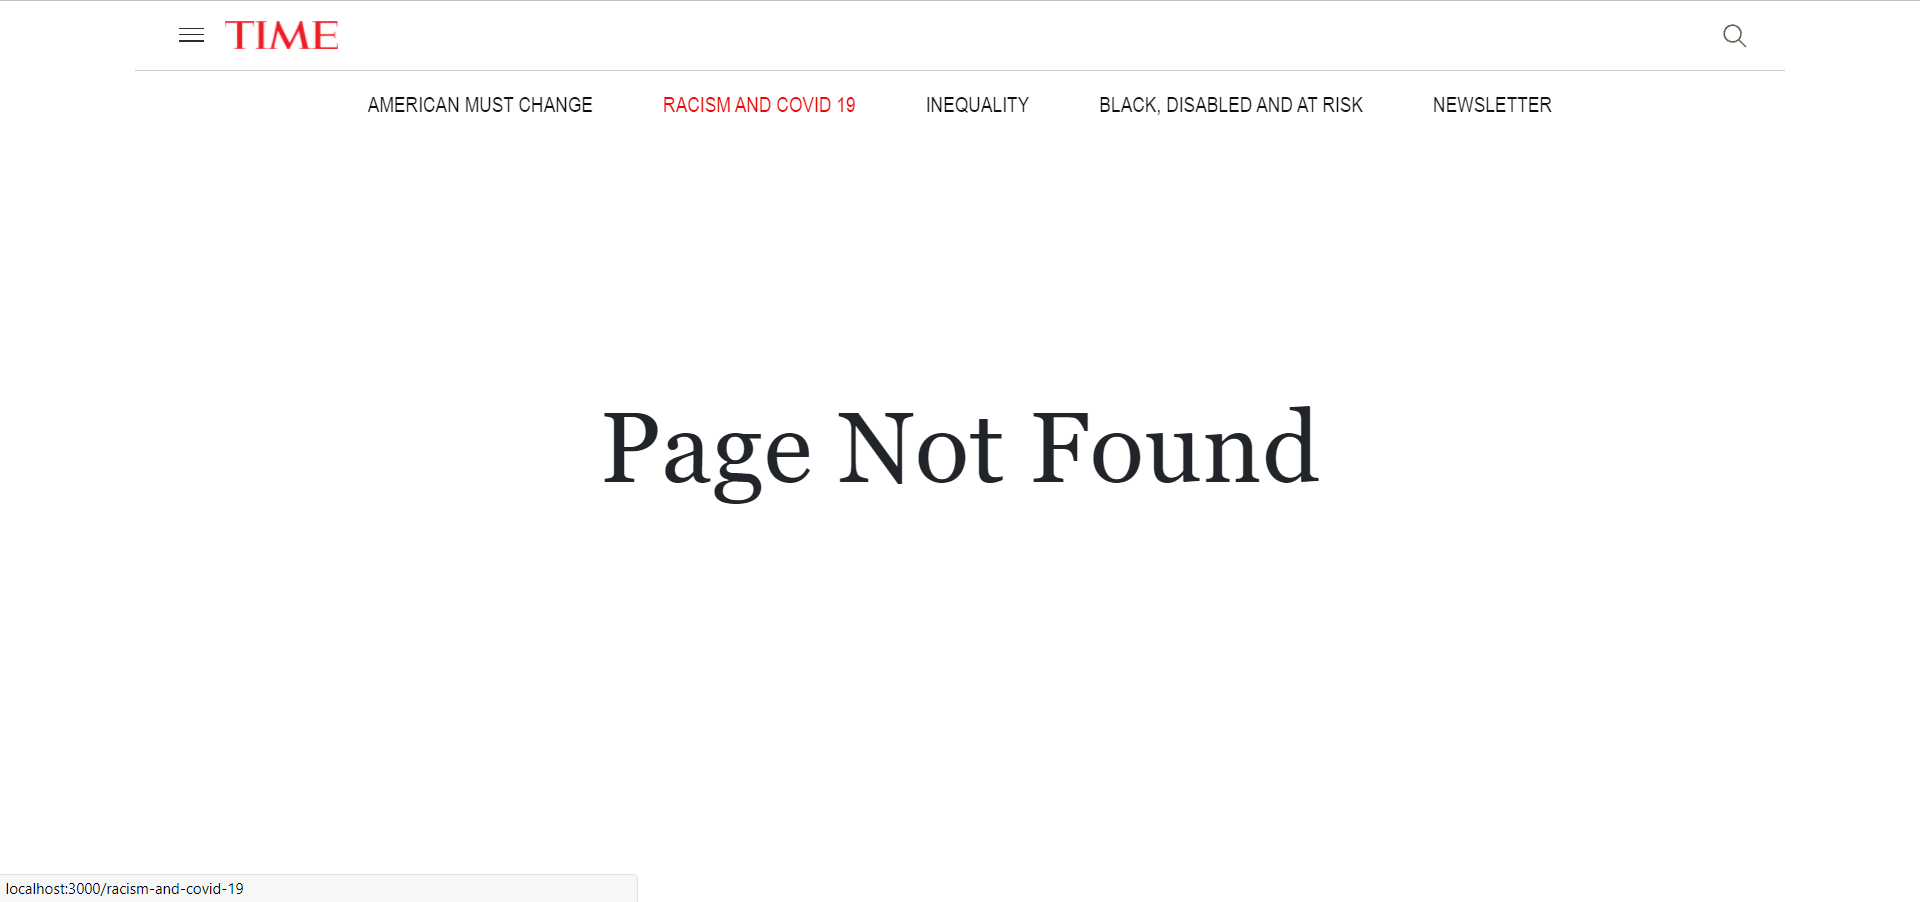 TIME
AMERICAN MUST CHANGE
RACISM AND COVID 19
INEQUALITY
BLACK, DISABLED AND AT RISK
NEWSLETTER
Page Not Found
localhost:3000/racism-and-covid-19